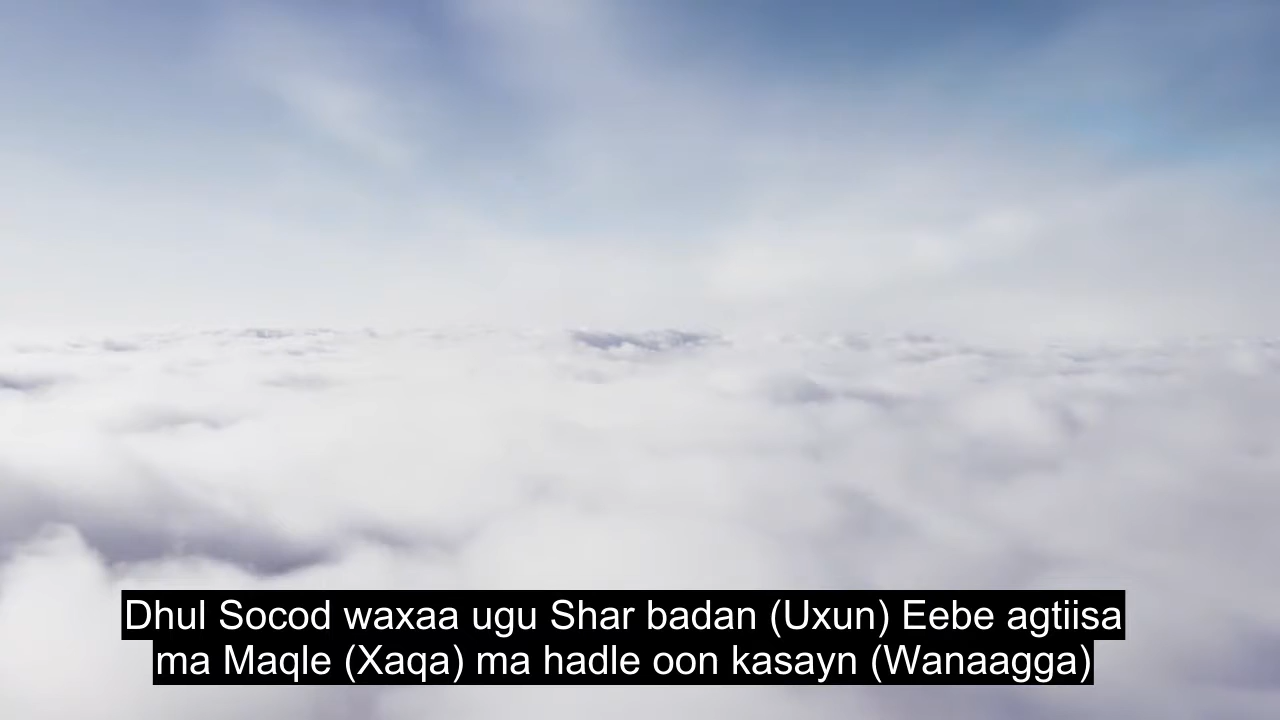 Dhul Socod waxaa ugu Shar badan (Uxun) Eebe agtiisa
ma Maqle (Xaqa) ma hadle oon kasayn (Wanaagga)